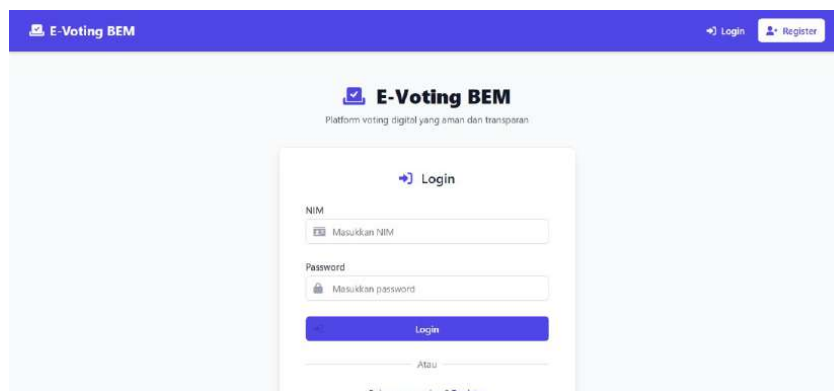 E-Voting BEM
Login
Register
E-Voting BEM
Platform voting digital yang aman dan transparan
Login
NIM
Masukkan NIM
Password
Masukkan password
Login
Atau